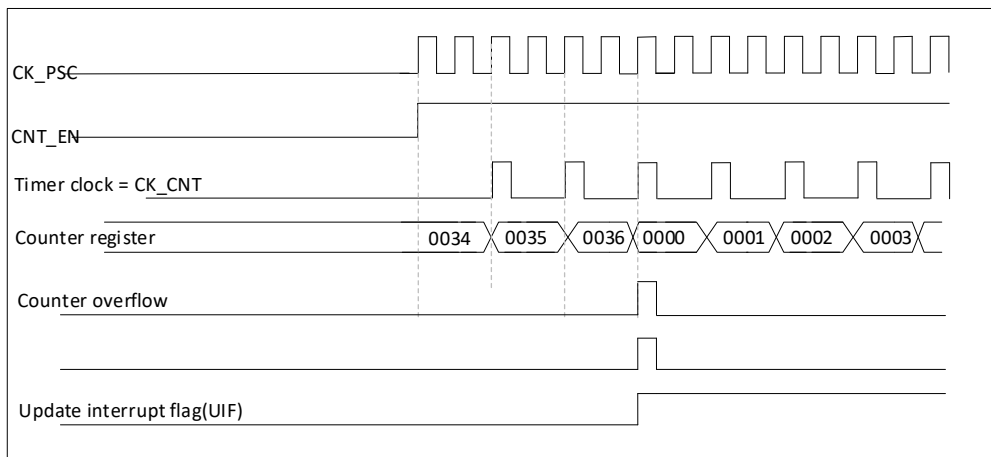 CK_PSC
CNT_EN
Timer clock = CK_CNT
Counter register 0034 0035 0036 0000 0001 0002 0003
Counter overflow
Update interrupt flag(UIF)